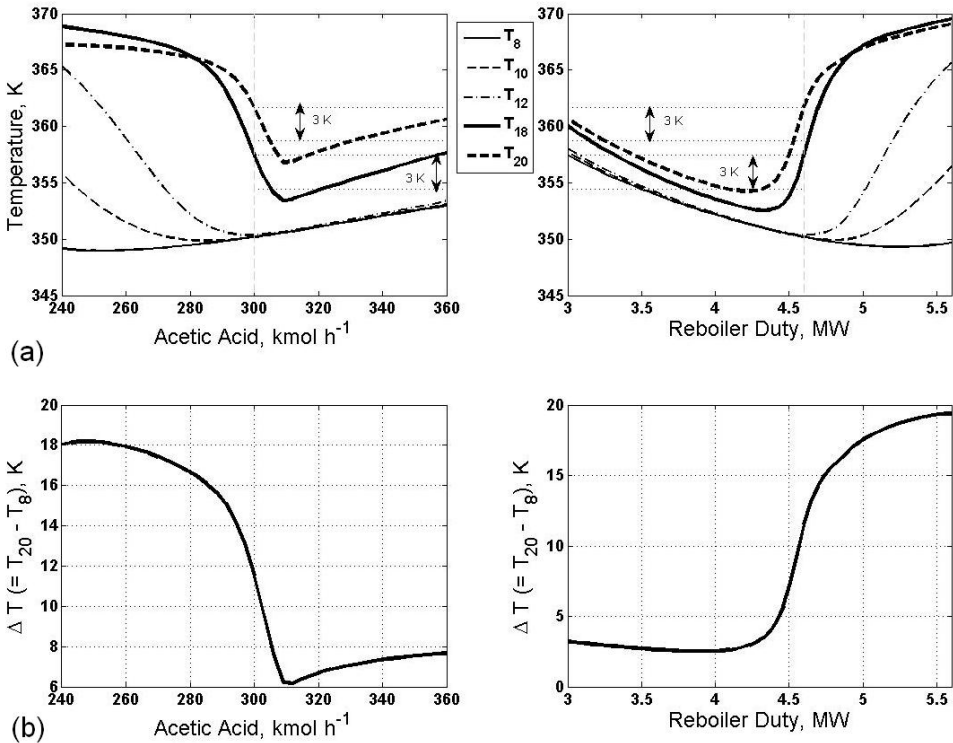 370
365
360
355
350
345
Temperature, K
3 K
3 K
240 260 280 300 320 340 360
Acetic Acid, kmol h-1
(a)
T8
T10
T12
T18
T20
370
365
360
355
350
345
3 K
3 K
3 3.5 4 4.5 5 5.5
Reboiler Duty, MW
20
18
16
14
12
10
8
6
Δ T (= T20 - T8), K
240 260 280 300 320 340 360
Acetic Acid, kmol h-1
(b)
20
15
10
5
0
Δ T (= T20 - T8), K
3 3.5 4 4.5 5 5.5
Reboiler Duty, MW